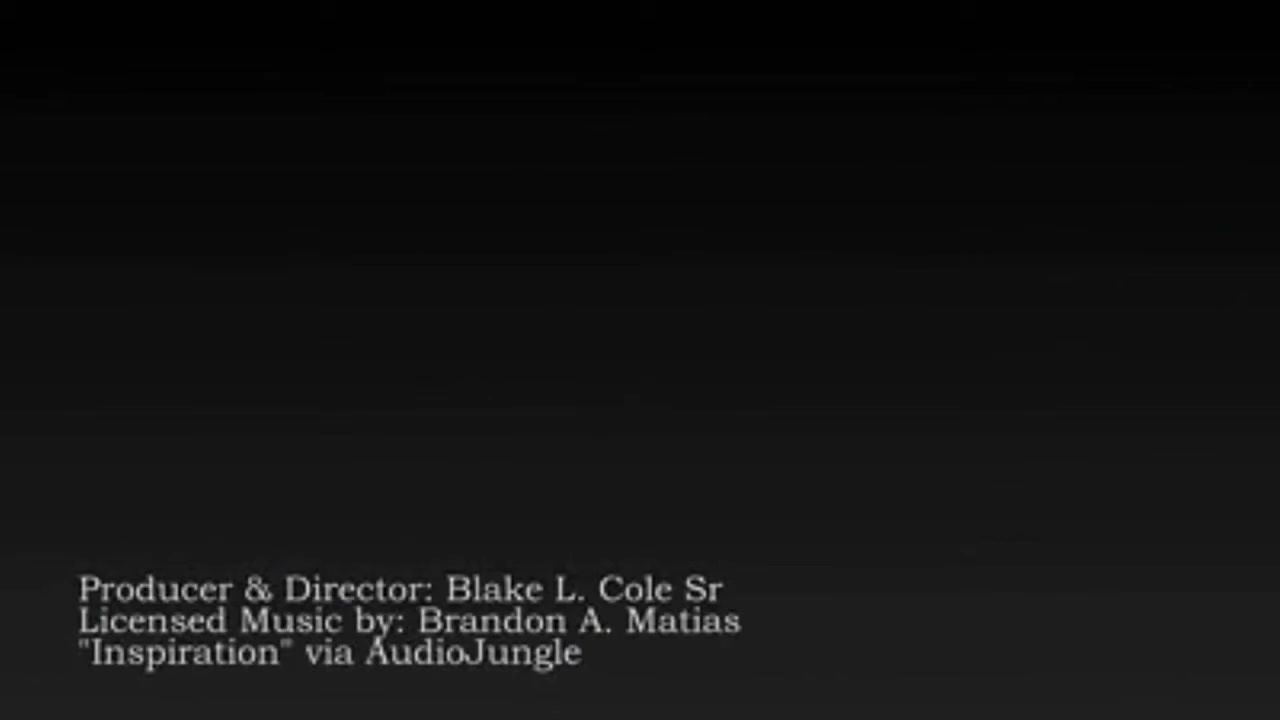 Producer & Director: Blake L. Cole Sr
Licensed Music by: Brandon A. Matias
"Inspiration" via AudioJungle